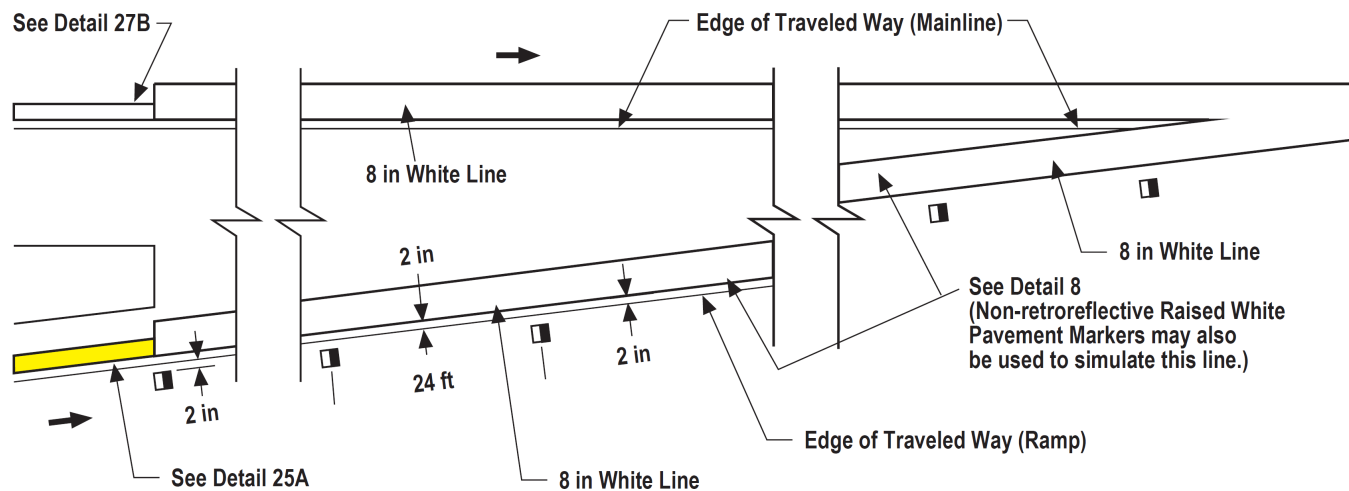 See Detail 27B
Edge of Traveled Way (Mainline)
8 in White Line
2 in
8 in White Line
See Detail 8
(Non-retroreflective Raised White
Pavement Markers may also
be used to simulate this line.)
2 in
24 ft
2 in
Edge of Traveled Way (Ramp)
See Detail 25A
8 in White Line